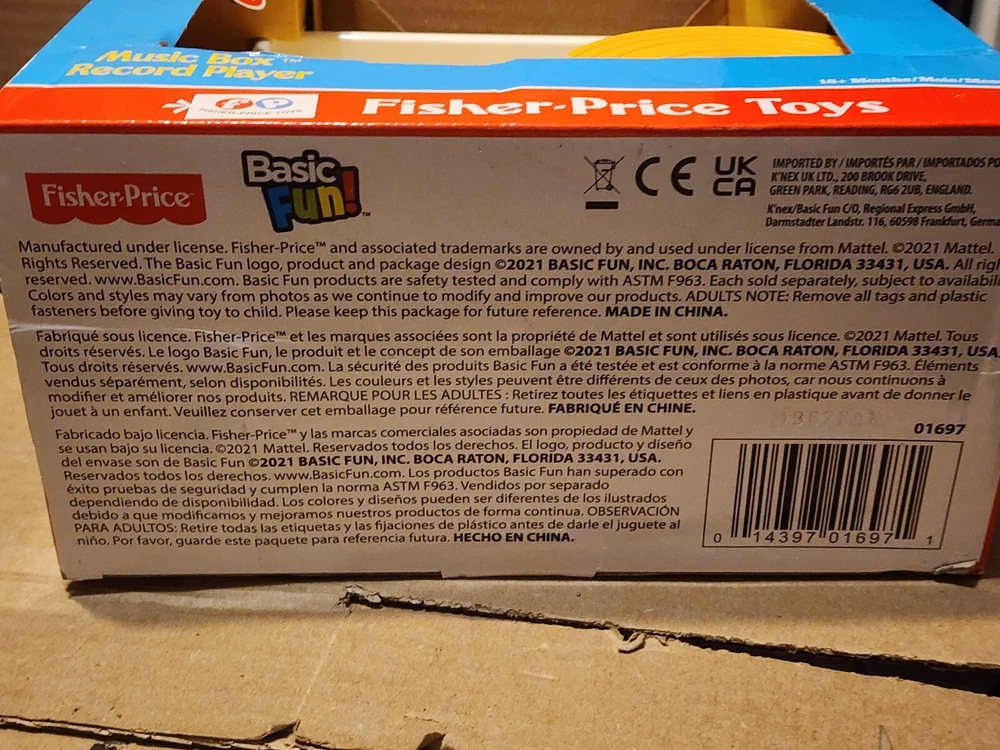 Music Box™
Record Player
18+ Months/Mois/
fp
FISHER-PRICE TOYS
Fisher-Price Toys
Fisher-Price
Basic
Fun!™
CE
UK
CA
IMPORTED BY / IMPORTÉS PAR / IMPORTADOS PO
K'NEX UK LTD., 200 BROOK DRIVE,
GREEN PARK, READING, RG6 2UB, ENGLAND.
K'nex/Basic Fun C/O, Regional Express GmbH,
Darmstadter Landstr. 116, 60598 Frankfurt, Germa
Manufactured under license. Fisher-Price™ and associated trademarks are owned by and used under license from Mattel. ©2021 Mattel.
Rights Reserved. The Basic Fun logo, product and package design ©2021 BASIC FUN, INC. BOCA RATON, FLORIDA 33431, USA. All righ
reserved. www.BasicFun.com. Basic Fun products are safety tested and comply with ASTM F963. Each sold separately, subject to availabili
Colors and styles may vary from photos as we continue to modify and improve our products. ADULTS NOTE: Remove all tags and plastic
fasteners before giving toy to child. Please keep this package for future reference. MADE IN CHINA.
Fabriqué sous licence. Fisher-Price™ et les marques associées sont la propriété de Mattel et sont utilisés sous licence. ©2021 Mattel. Tous
droits réservés. Le logo Basic Fun, le produit et le concept de son emballage ©2021 BASIC FUN, INC. BOCA RATON, FLORIDA 33431, USA.
Tous droits réservés. www.BasicFun.com. La sécurité des produits Basic Fun a été testée et est conforme à la norme ASTM F963. Éléments
vendus séparément, selon disponibilités. Les couleurs et les styles peuvent être différents de ceux des photos, car nous continuons à
modifier et améliorer nos produits. REMARQUE POUR LES ADULTES : Retirez toutes les étiquettes et liens en plastique avant de donner le
jouet à un enfant. Veuillez conserver cet emballage pour référence future. FABRIQUÉ EN CHINE.
Fabricado bajo licencia. Fisher-Price™ y las marcas comerciales asociadas son propiedad de Mattel y
se usan bajo su licencia. ©2021 Mattel. Reservados todos los derechos. El logo, producto y diseño
del envase son de Basic Fun ©2021 BASIC FUN, INC. BOCA RATON, FLORIDA 33431, USA.
Reservados todos los derechos. www.BasicFun.com. Los productos Basic Fun han superado con
éxito pruebas de seguridad y cumplen la norma ASTM F963. Vendidos por separado
dependiendo de disponibilidad. Los colores y diseños pueden ser diferentes de los ilustrados
debido a que modificamos y mejoramos nuestros productos de forma continua. OBSERVACIÓN
PARA ADULTOS: Retire todas las etiquetas y las fijaciones de plástico antes de darle el juguete al
niño. Por favor, guarde este paquete para referencia futura. HECHO EN CHINA.
01697
0 14397 01697 1